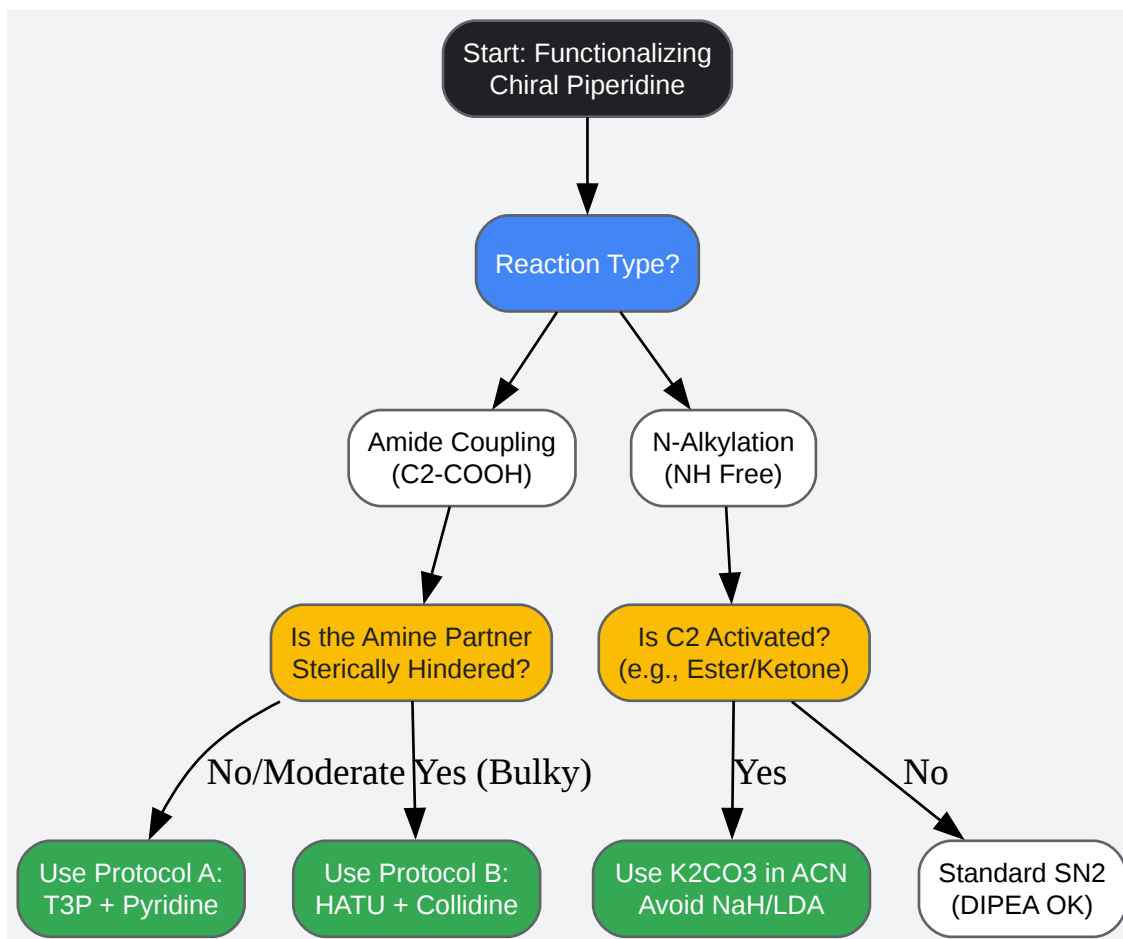 Start: Functionalizing
Chiral Piperidine
Reaction Type?
Amide Coupling
(C2-COOH)
N-Alkylation
(NH Free)
Is the Amine Partner
Sterically Hindered?
Is C2 Activated?
(e.g., Ester/Ketone)
No/Moderate
Yes (Bulky)
Yes
No
Use Protocol A:
T3P + Pyridine
Use Protocol B:
HATU + Collidine
Use K2CO3 in ACN
Avoid NaH/LDA
Standard SN2
(DIPEA OK)